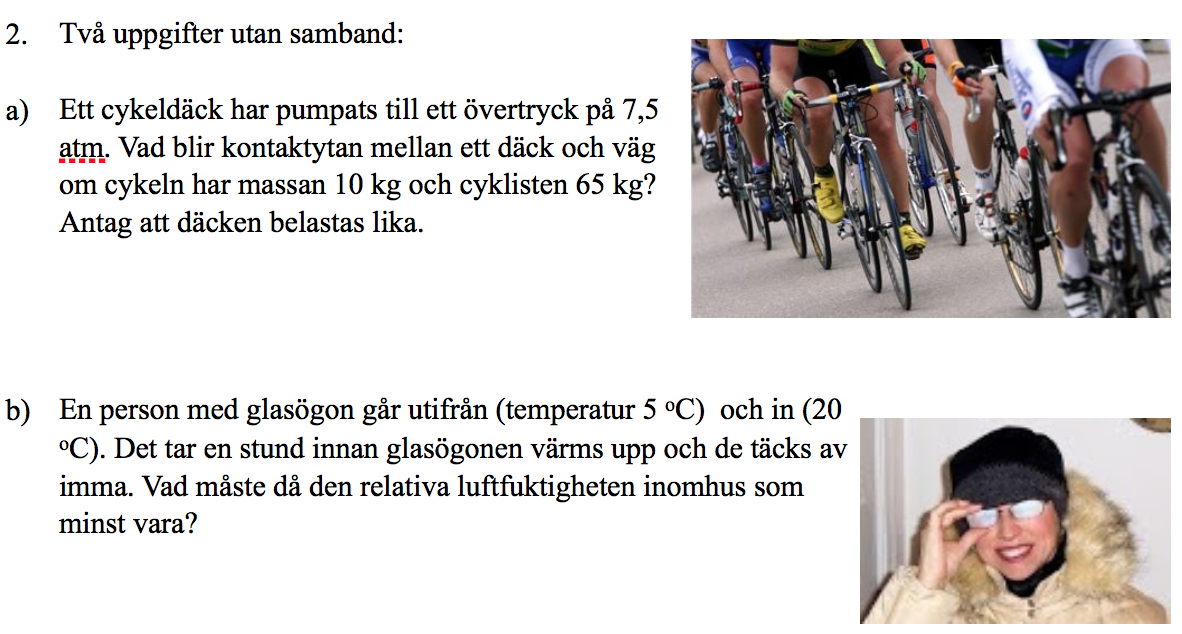 2. Två uppgifter utan samband:
a) Ett cykeldäck har pumpats till ett övertryck på 7,5
atm. Vad blir kontaktytan mellan ett däck och väg
om cykeln har massan 10 kg och cyklisten 65 kg?
Antag att däcken belastas lika.
b) En person med glasögon går utifrån (temperatur 5 ºC) och in (20
ºC). Det tar en stund innan glasögonen värms upp och de täcks av
imma. Vad måste då den relativa luftfuktigheten inomhus som
minst vara?